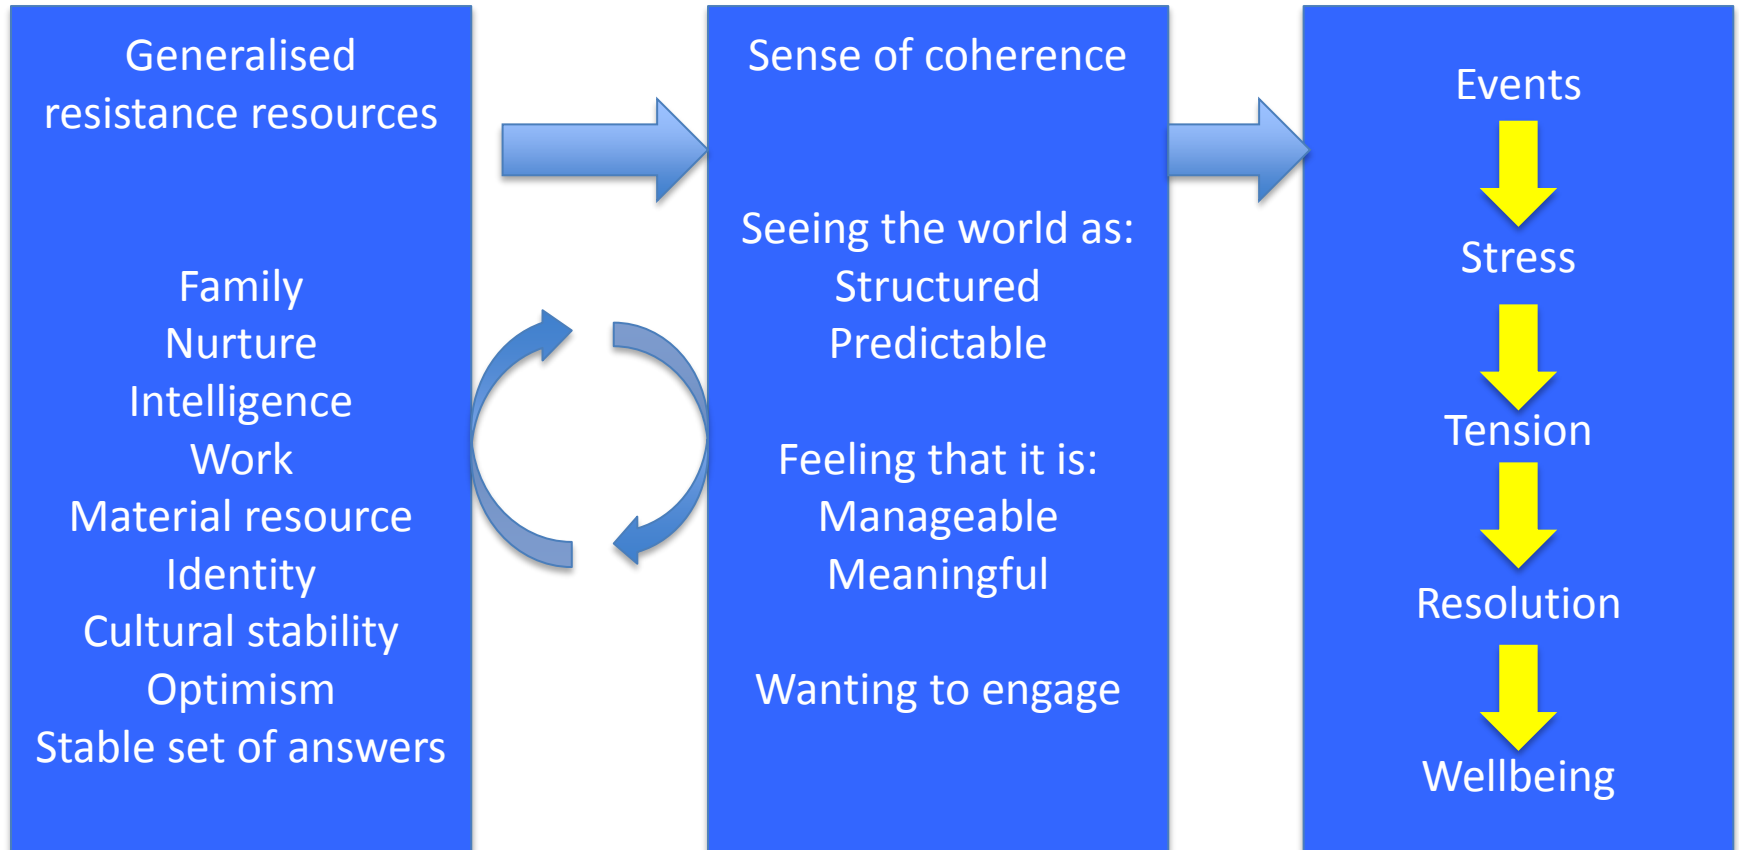 Generalised
resistance resources
Family
Nurture
Intelligence
Work
Material resource
Identity
Cultural stability
Optimism
Stable set of answers
Sense of coherence
Seeing the world as:
Structured
Predictable
Feeling that it is:
Manageable
Meaningful
Wanting to engage
Events
Stress
Tension
Resolution
Wellbeing